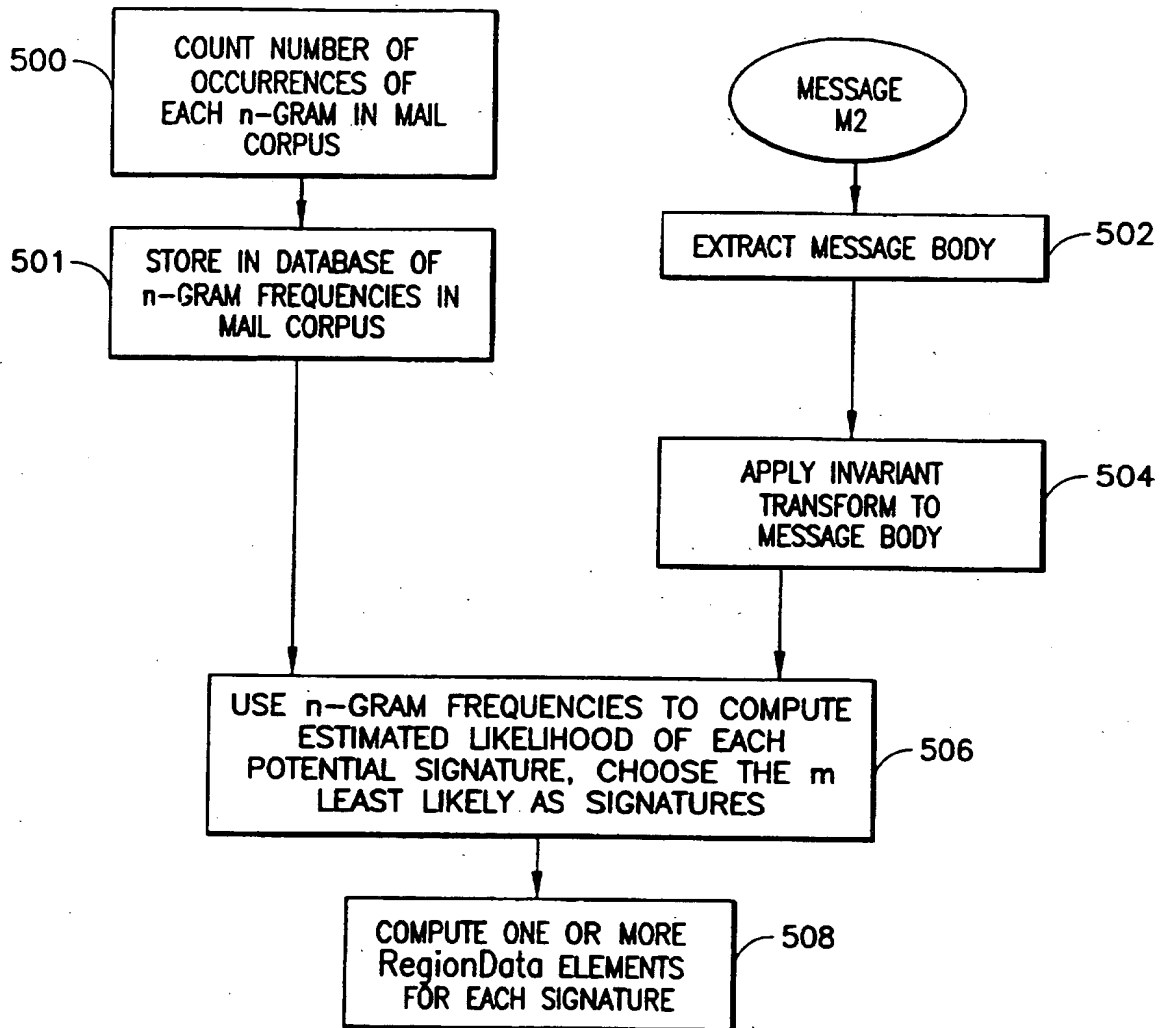 500
COUNT NUMBER OF
OCCURRENCES OF
EACH n-GRAM IN MAIL
CORPUS
501
STORE IN DATABASE OF
n-GRAM FREQUENCIES IN
MAIL CORPUS
MESSAGE
M2
EXTRACT MESSAGE BODY
502
APPLY INVARIANT
TRANSFORM TO
MESSAGE BODY
504
USE n-GRAM FREQUENCIES TO COMPUTE
ESTIMATED LIKELIHOOD OF EACH
POTENTIAL SIGNATURE, CHOOSE THE m
LEAST LIKELY AS SIGNATURES
506
COMPUTE ONE OR MORE
RegionData ELEMENTS
FOR EACH SIGNATURE
508